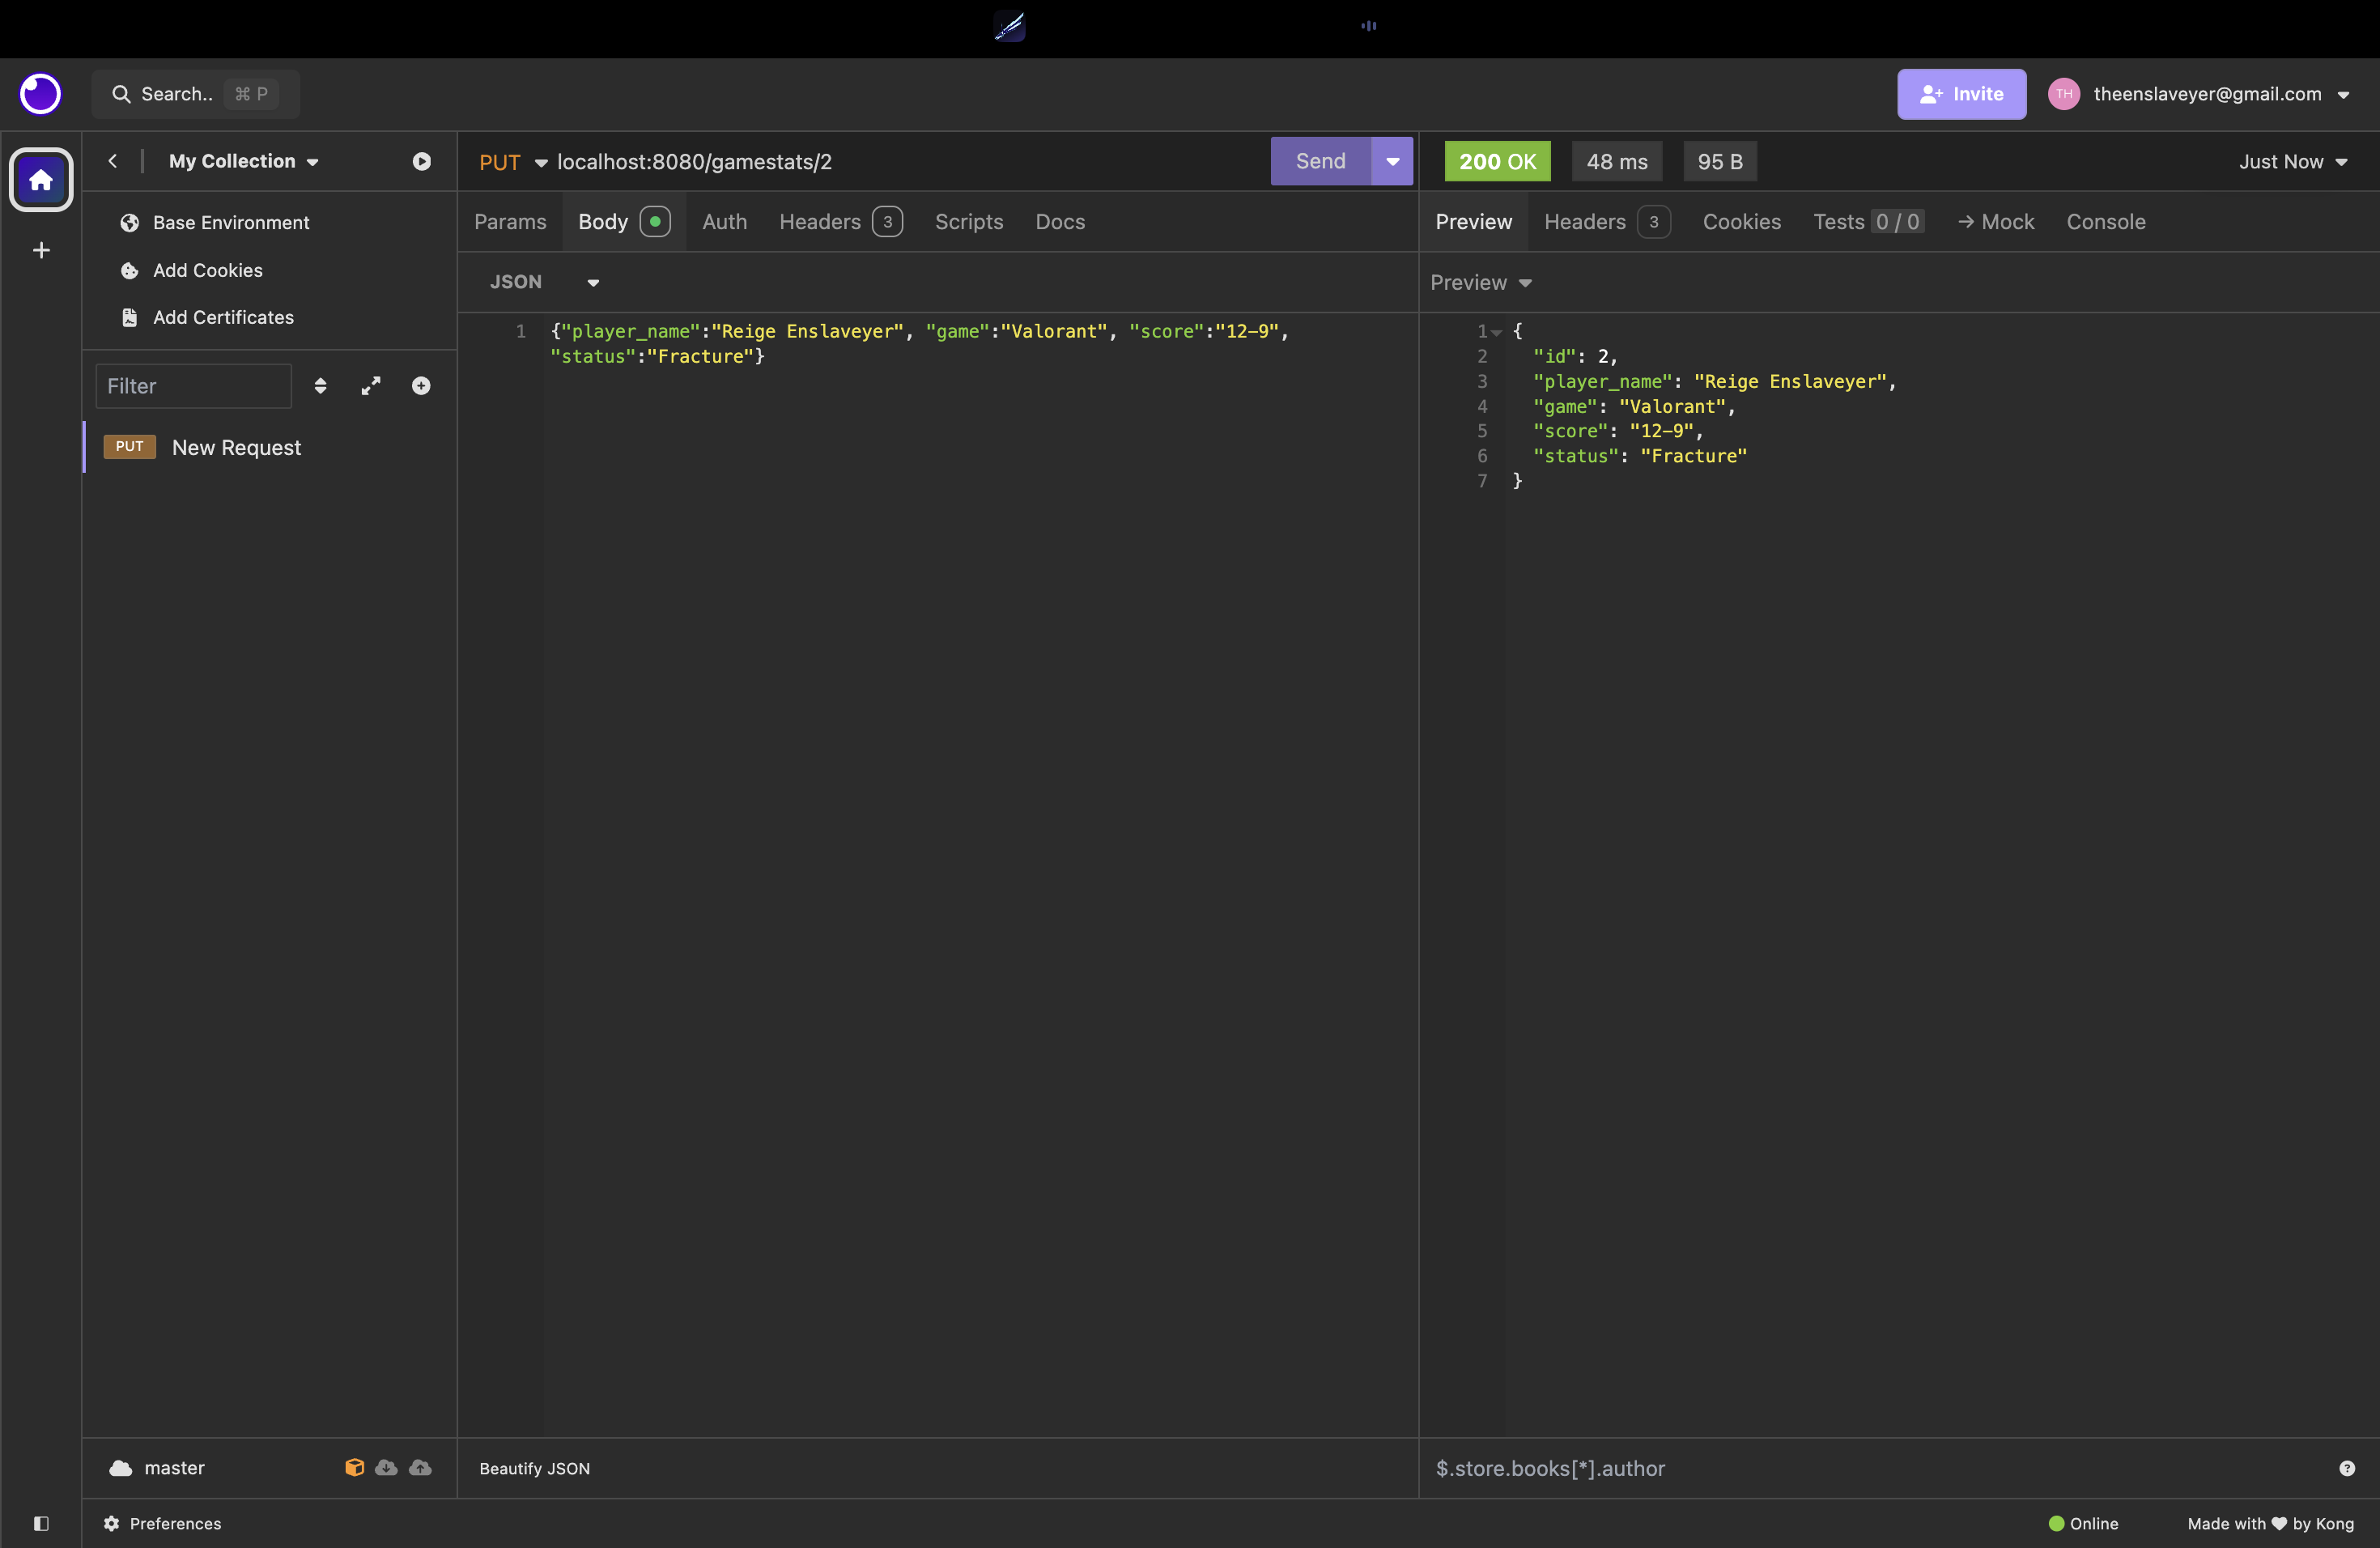 Search.. ⌘ P
Invite
TH theenslaveyer@gmail.com
My Collection
Base Environment
Add Cookies
Add Certificates
Filter
PUT New Request
PUT localhost:8080/gamestats/2 Send
Params Body Auth Headers 3 Scripts Docs
JSON
1 {"player_name":"Reige Enslaveyer", "game":"Valorant", "score":"12-9",
"status":"Fracture"}
200 OK 48 ms 95 B Just Now
Preview Headers 3 Cookies Tests 0 / 0 → Mock Console
Preview
1 {
2 "id": 2,
3 "player_name": "Reige Enslaveyer",
4 "game": "Valorant",
5 "score": "12-9",
6 "status": "Fracture"
7 }
master
Beautify JSON
$.store.books[*].author
Preferences
Online
Made with ♥ by Kong